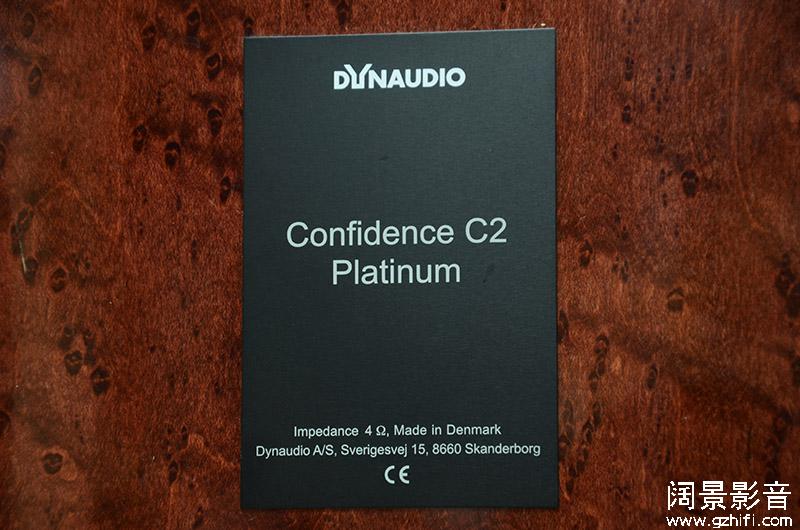 DYNAUDIO
Confidence C2
Platinum
Impedance 4 Ω, Made in Denmark
Dynaudio A/S, Sverigesvej 15, 8660 Skanderborg
CE
阔景影音
www.gzhifi.com